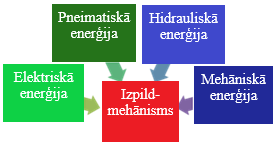 Pneimatiskā
enerģija
Hidrauliskā
enerģija
Elektriskā
enerģija
Izpild-
mehānisms
Mehāniskā
enerģija